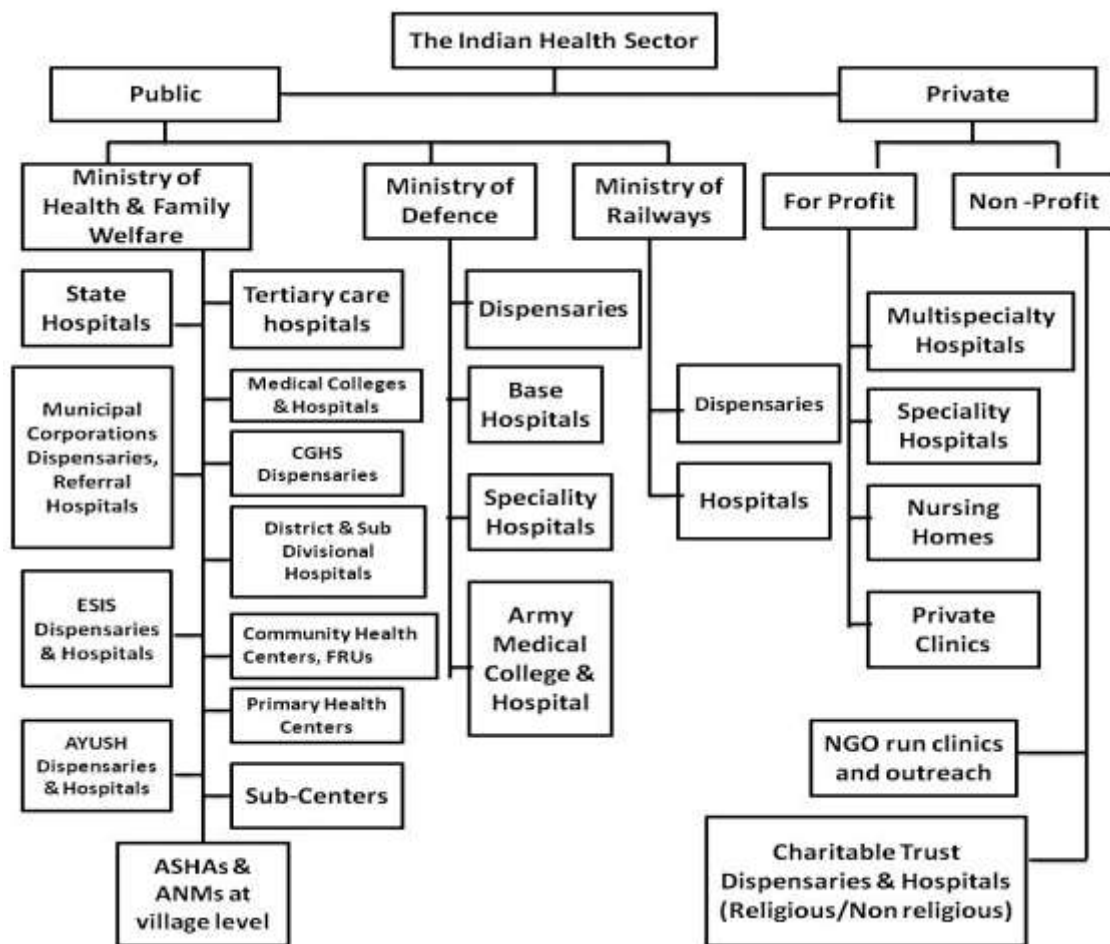 The Indian Health Sector
Public
Private
Ministry of
Health & Family
Welfare
Ministry of
Defence
Ministry of
Railways
For Profit
Non -Profit
State
Hospitals
Tertiary care
hospitals
Municipal
Corporations
Dispensaries,
Referral
Hospitals
Medical Colleges
& Hospitals
CGHS
Dispensaries
District & Sub
Divisional
Hospitals
ESIS
Dispensaries
& Hospitals
Community Health
Centers, FRUs
Primary Health
Centers
AYUSH
Dispensaries
& Hospitals
Sub-Centers
ASHAs &
ANMs at
village level
Dispensaries
Base
Hospitals
Speciality
Hospitals
Army
Medical
College &
Hospital
Dispensaries
Hospitals
Multispecialty
Hospitals
Speciality
Hospitals
Nursing
Homes
Private
Clinics
NGO run clinics
and outreach
Charitable Trust
Dispensaries & Hospitals
(Religious/Non religious)